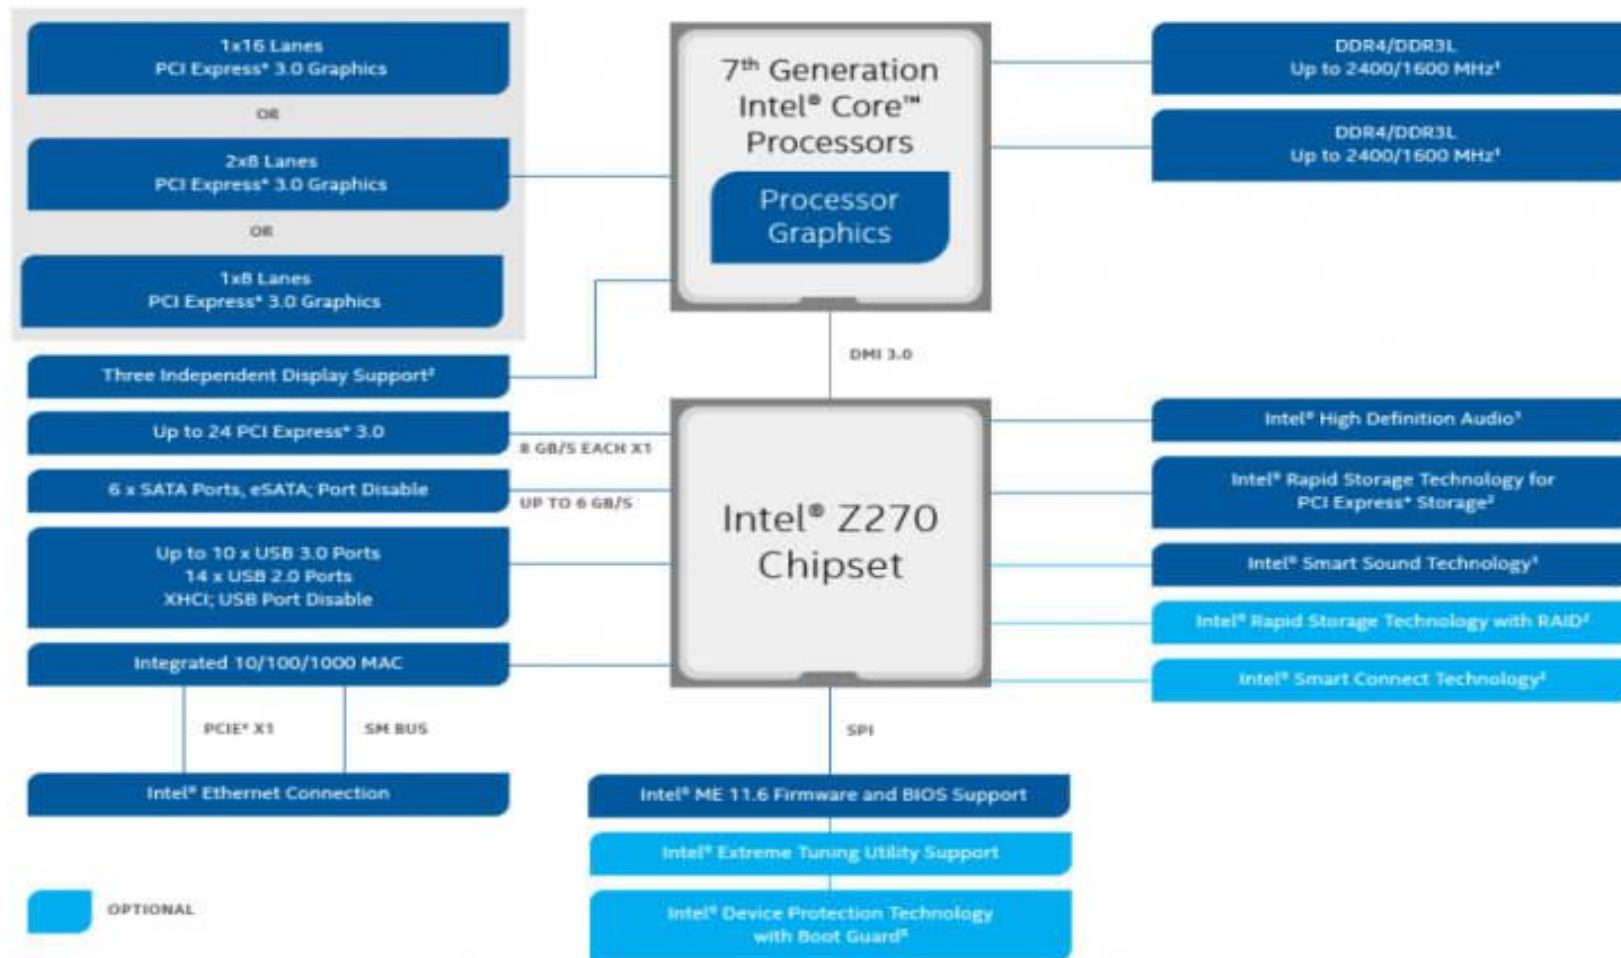 1x16 Lanes
PCI Express* 3.0 Graphics
OR
2x8 Lanes
PCI Express* 3.0 Graphics
OR
1x8 Lanes
PCI Express* 3.0 Graphics
Three Independent Display Support²
Up to 24 PCI Express* 3.0
8 GB/S EACH X1
6 x SATA Ports, eSATA; Port Disable
UP TO 6 GB/S
Up to 10 x USB 3.0 Ports
14 x USB 2.0 Ports
XHCI; USB Port Disable
Integrated 10/100/1000 MAC
PCIE* X1
SM BUS
Intel® Ethernet Connection
OPTIONAL
7th Generation
Intel® Core™
Processors
Processor
Graphics
DMI 3.0
Intel® Z270
Chipset
SPI
Intel® ME 11.6 Firmware and BIOS Support
Intel® Extreme Tuning Utility Support
Intel® Device Protection Technology
with Boot Guard⁵
DDR4/DDR3L
Up to 2400/1600 MHz¹
DDR4/DDR3L
Up to 2400/1600 MHz¹
Intel® High Definition Audio³
Intel® Rapid Storage Technology for
PCI Express* Storage²
Intel® Smart Sound Technology³
Intel® Rapid Storage Technology with RAID²
Intel® Smart Connect Technology²